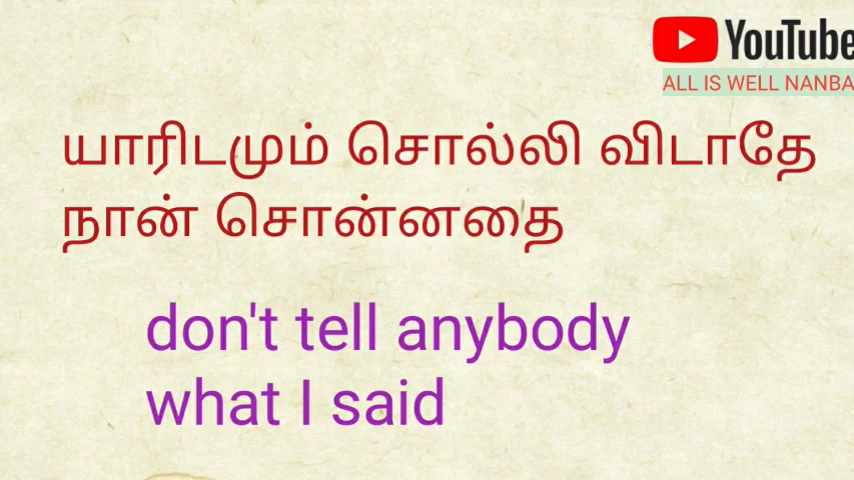 YouTube
ALL IS WELL NANBA
யாரிடமும் சொல்லி விடாதே
நான் சொன்னதை
don't tell anybody
what I said